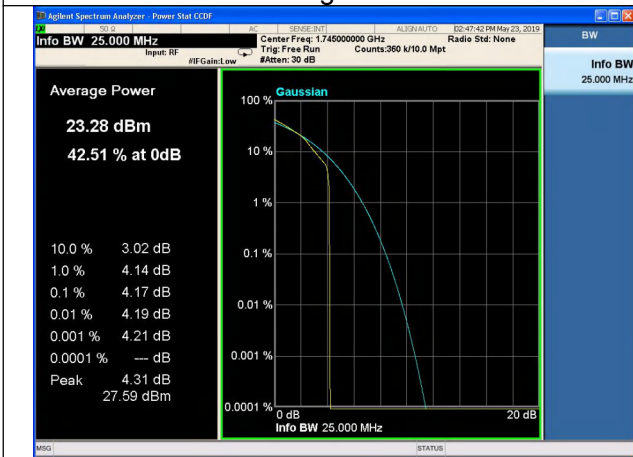 Agilent Spectrum Analyzer - Power Stat CCDF
50 Ω AC SENSE:INT ALIGN AUTO 02:47:42 PM May 23, 2019
Info BW 25.000 MHz
Center Freq: 1.745000000 GHz Radio Std: None
Input: RF Trig: Free Run Counts:360 k/10.0 Mpt
#IFGain:Low #Atten: 30 dB
BW
Info BW
25.000 MHz
Average Power
23.28 dBm
42.51 % at 0dB
10.0 % 3.02 dB
1.0 % 4.14 dB
0.1 % 4.17 dB
0.01 % 4.19 dB
0.001 % 4.21 dB
0.0001 % --- dB
Peak 4.31 dB
27.59 dBm
Gaussian
100 %
10 %
1 %
0.1 %
0.01 %
0.001 %
0.0001 %
0 dB 20 dB
Info BW 25.000 MHz
MSG STATUS